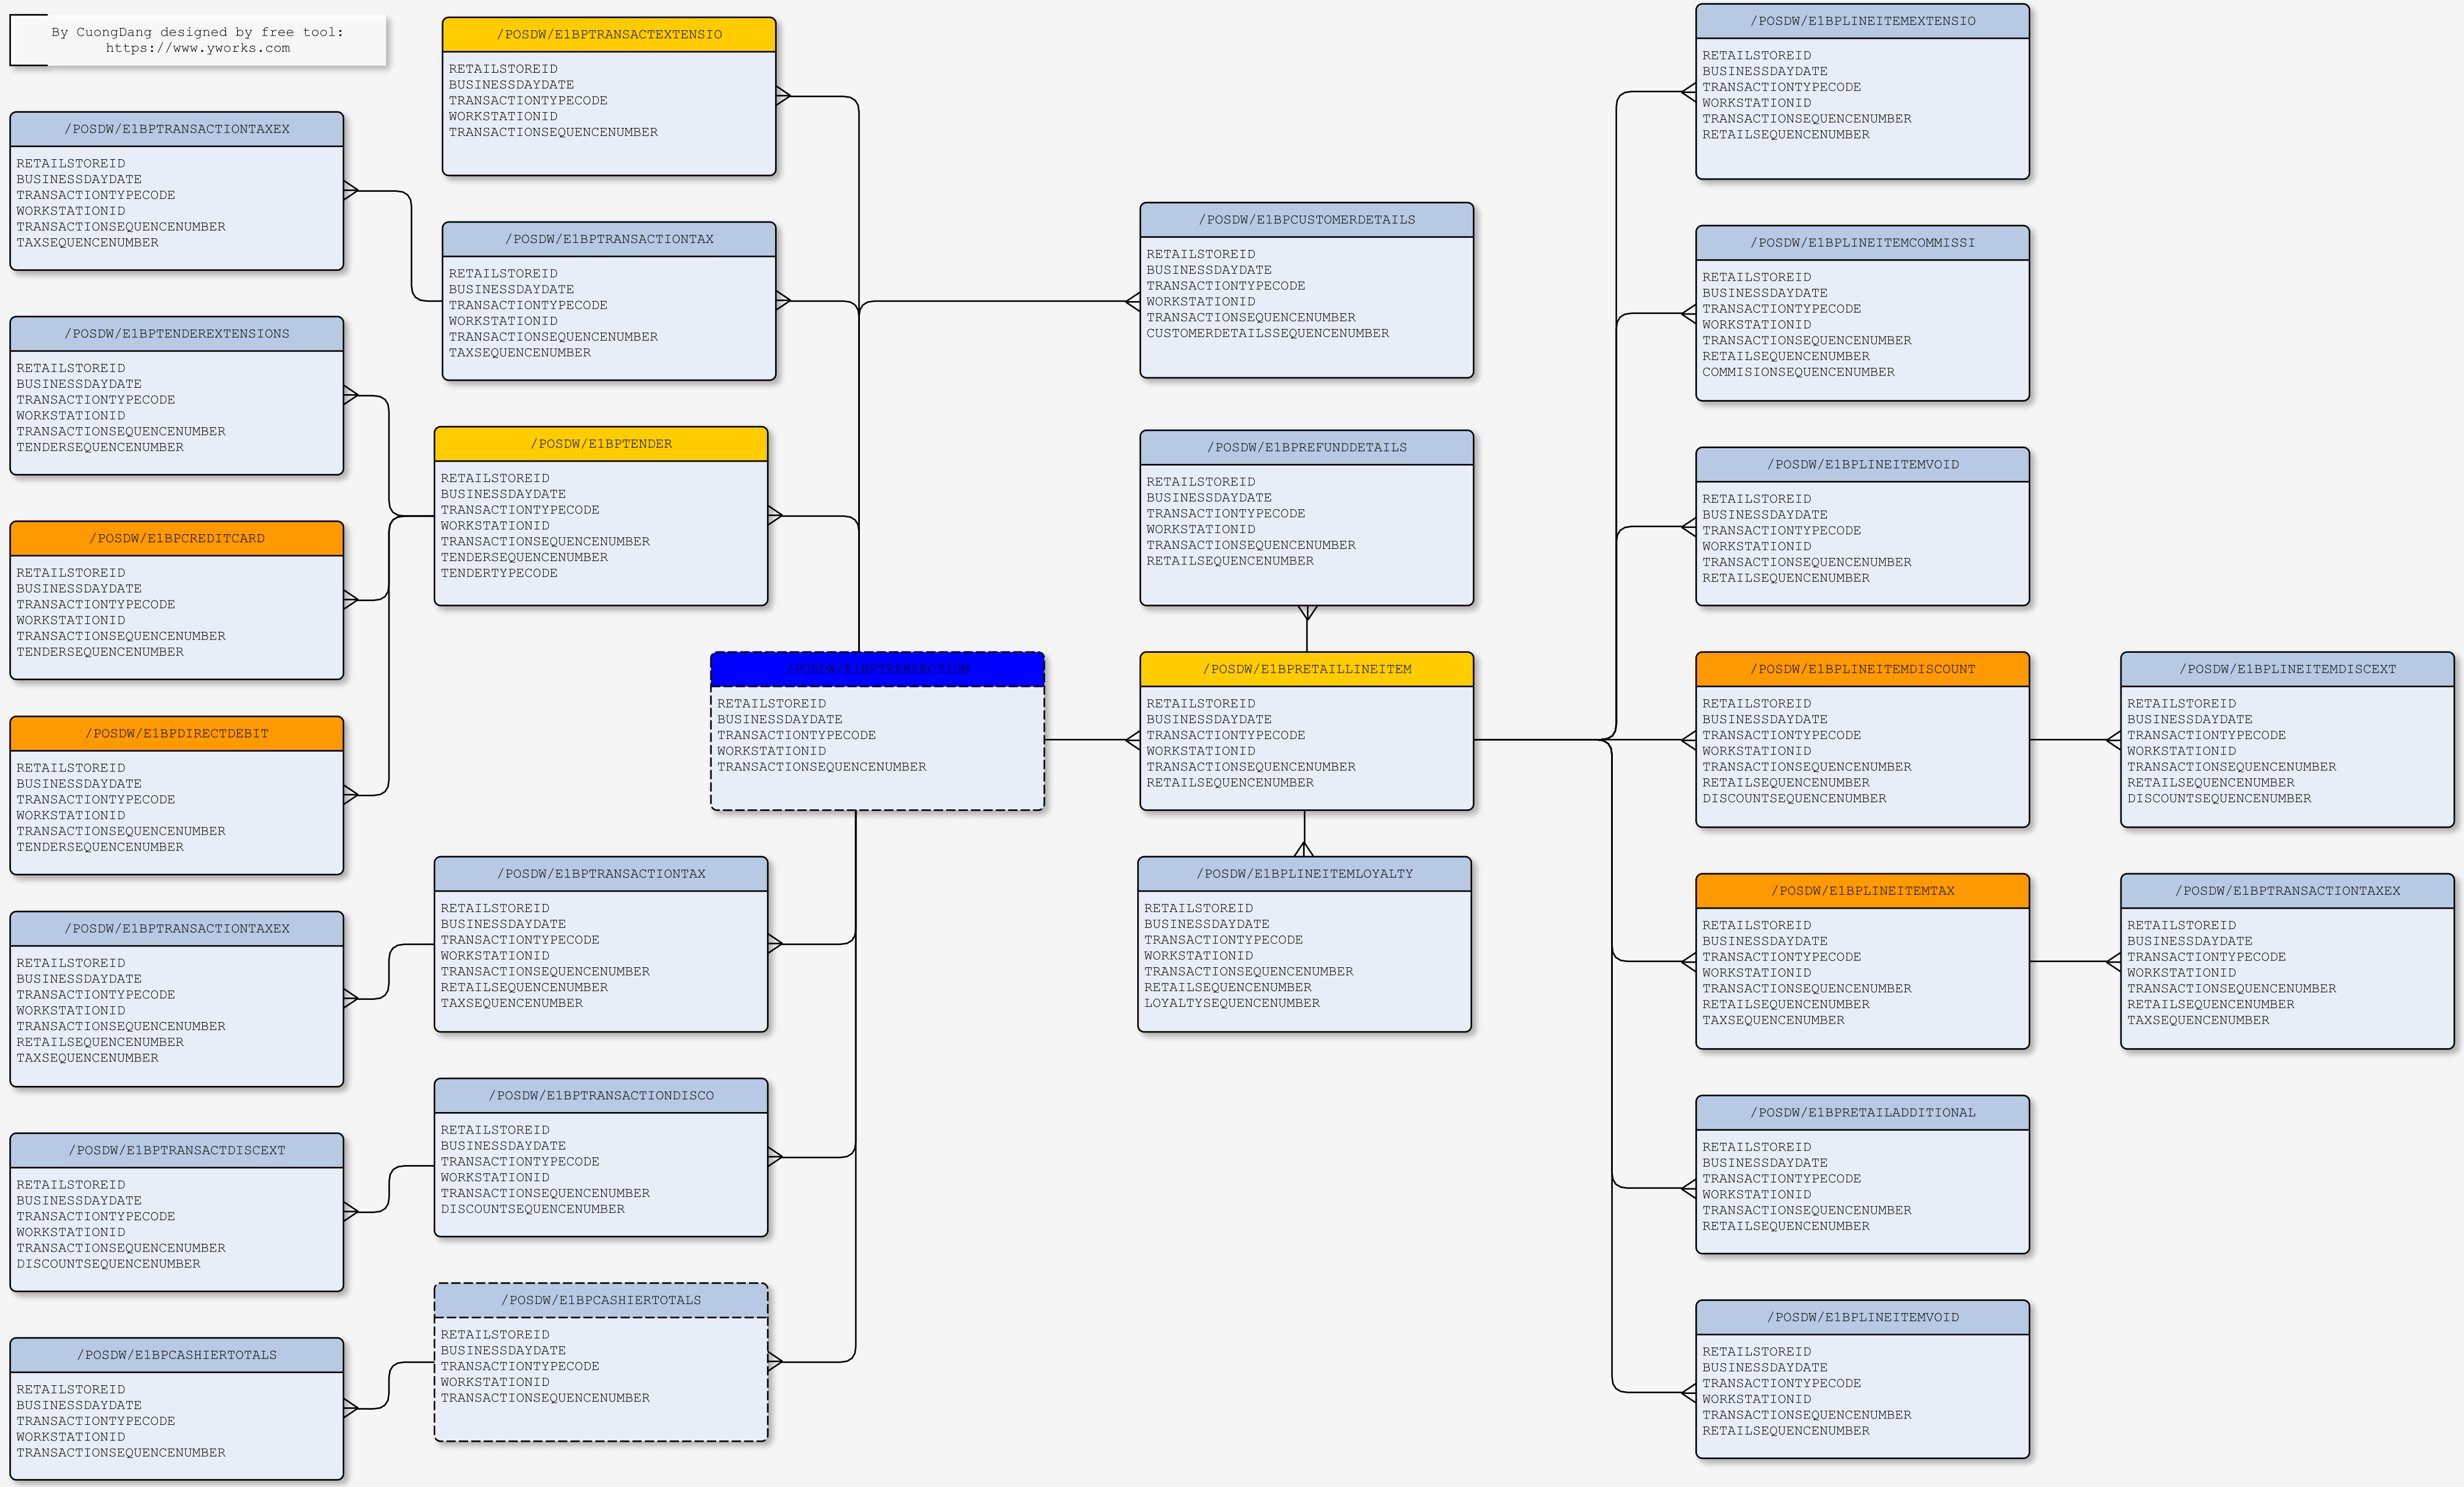 By CuongDang designed by free tool:
https://www.yworks.com
/POSDW/E1BPTRANSACTIONTAXEX
RETAILSTOREID
BUSINESSDAYDATE
TRANSACTIONTYPECODE
WORKSTATIONID
TRANSACTIONSEQUENCENUMBER
TAXSEQUENCENUMBER
/POSDW/E1BPTENDEREXTENSIONS
RETAILSTOREID
BUSINESSDAYDATE
TRANSACTIONTYPECODE
WORKSTATIONID
TRANSACTIONSEQUENCENUMBER
TENDERSEQUENCENUMBER
/POSDW/E1BPCREDITCARD
RETAILSTOREID
BUSINESSDAYDATE
TRANSACTIONTYPECODE
WORKSTATIONID
TRANSACTIONSEQUENCENUMBER
TENDERSEQUENCENUMBER
/POSDW/E1BPDIRECTDEBIT
RETAILSTOREID
BUSINESSDAYDATE
TRANSACTIONTYPECODE
WORKSTATIONID
TRANSACTIONSEQUENCENUMBER
TENDERSEQUENCENUMBER
/POSDW/E1BPTRANSACTIONTAXEX
RETAILSTOREID
BUSINESSDAYDATE
TRANSACTIONTYPECODE
WORKSTATIONID
TRANSACTIONSEQUENCENUMBER
RETAILSEQUENCENUMBER
TAXSEQUENCENUMBER
/POSDW/E1BPTRANSACTDISCEXT
RETAILSTOREID
BUSINESSDAYDATE
TRANSACTIONTYPECODE
WORKSTATIONID
TRANSACTIONSEQUENCENUMBER
DISCOUNTSEQUENCENUMBER
/POSDW/E1BPCASHIERTOTALS
RETAILSTOREID
BUSINESSDAYDATE
TRANSACTIONTYPECODE
WORKSTATIONID
TRANSACTIONSEQUENCENUMBER
/POSDW/E1BPTRANSACTEXTENSIO
RETAILSTOREID
BUSINESSDAYDATE
TRANSACTIONTYPECODE
WORKSTATIONID
TRANSACTIONSEQUENCENUMBER
/POSDW/E1BPTRANSACTIONTAX
RETAILSTOREID
BUSINESSDAYDATE
TRANSACTIONTYPECODE
WORKSTATIONID
TRANSACTIONSEQUENCENUMBER
TAXSEQUENCENUMBER
/POSDW/E1BPTENDER
RETAILSTOREID
BUSINESSDAYDATE
TRANSACTIONTYPECODE
WORKSTATIONID
TRANSACTIONSEQUENCENUMBER
TENDERSEQUENCENUMBER
TENDERTYPECODE
/POSDW/E1BPTRANSACTION
RETAILSTOREID
BUSINESSDAYDATE
TRANSACTIONTYPECODE
WORKSTATIONID
TRANSACTIONSEQUENCENUMBER
/POSDW/E1BPTRANSACTIONTAX
RETAILSTOREID
BUSINESSDAYDATE
TRANSACTIONTYPECODE
WORKSTATIONID
TRANSACTIONSEQUENCENUMBER
RETAILSEQUENCENUMBER
TAXSEQUENCENUMBER
/POSDW/E1BPTRANSACTIONDISCO
RETAILSTOREID
BUSINESSDAYDATE
TRANSACTIONTYPECODE
WORKSTATIONID
TRANSACTIONSEQUENCENUMBER
DISCOUNTSEQUENCENUMBER
/POSDW/E1BPCASHIERTOTALS
RETAILSTOREID
BUSINESSDAYDATE
TRANSACTIONTYPECODE
WORKSTATIONID
TRANSACTIONSEQUENCENUMBER
/POSDW/E1BPCUSTOMERDETAILS
RETAILSTOREID
BUSINESSDAYDATE
TRANSACTIONTYPECODE
WORKSTATIONID
TRANSACTIONSEQUENCENUMBER
CUSTOMERDETAILSSEQUENCENUMBER
/POSDW/E1BPREFUNDDETAILS
RETAILSTOREID
BUSINESSDAYDATE
TRANSACTIONTYPECODE
WORKSTATIONID
TRANSACTIONSEQUENCENUMBER
RETAILSEQUENCENUMBER
/POSDW/E1BPRETAILLINEITEM
RETAILSTOREID
BUSINESSDAYDATE
TRANSACTIONTYPECODE
WORKSTATIONID
TRANSACTIONSEQUENCENUMBER
RETAILSEQUENCENUMBER
/POSDW/E1BPLINEITEMLOYALTY
RETAILSTOREID
BUSINESSDAYDATE
TRANSACTIONTYPECODE
WORKSTATIONID
TRANSACTIONSEQUENCENUMBER
RETAILSEQUENCENUMBER
LOYALTYSEQUENCENUMBER
/POSDW/E1BPLINEITEMEXTENSIO
RETAILSTOREID
BUSINESSDAYDATE
TRANSACTIONTYPECODE
WORKSTATIONID
TRANSACTIONSEQUENCENUMBER
RETAILSEQUENCENUMBER
/POSDW/E1BPLINEITEMCOMMISSI
RETAILSTOREID
BUSINESSDAYDATE
TRANSACTIONTYPECODE
WORKSTATIONID
TRANSACTIONSEQUENCENUMBER
RETAILSEQUENCENUMBER
COMMISIONSEQUENCENUMBER
/POSDW/E1BPLINEITEMVOID
RETAILSTOREID
BUSINESSDAYDATE
TRANSACTIONTYPECODE
WORKSTATIONID
TRANSACTIONSEQUENCENUMBER
RETAILSEQUENCENUMBER
/POSDW/E1BPLINEITEMDISCOUNT
RETAILSTOREID
BUSINESSDAYDATE
TRANSACTIONTYPECODE
WORKSTATIONID
TRANSACTIONSEQUENCENUMBER
RETAILSEQUENCENUMBER
DISCOUNTSEQUENCENUMBER
/POSDW/E1BPLINEITEMTAX
RETAILSTOREID
BUSINESSDAYDATE
TRANSACTIONTYPECODE
WORKSTATIONID
TRANSACTIONSEQUENCENUMBER
RETAILSEQUENCENUMBER
TAXSEQUENCENUMBER
/POSDW/E1BPRETAILADDITIONAL
RETAILSTOREID
BUSINESSDAYDATE
TRANSACTIONTYPECODE
WORKSTATIONID
TRANSACTIONSEQUENCENUMBER
RETAILSEQUENCENUMBER
/POSDW/E1BPLINEITEMVOID
RETAILSTOREID
BUSINESSDAYDATE
TRANSACTIONTYPECODE
WORKSTATIONID
TRANSACTIONSEQUENCENUMBER
RETAILSEQUENCENUMBER
/POSDW/E1BPLINEITEMDISCEXT
RETAILSTOREID
BUSINESSDAYDATE
TRANSACTIONTYPECODE
WORKSTATIONID
TRANSACTIONSEQUENCENUMBER
RETAILSEQUENCENUMBER
DISCOUNTSEQUENCENUMBER
/POSDW/E1BPTRANSACTIONTAXEX
RETAILSTOREID
BUSINESSDAYDATE
TRANSACTIONTYPECODE
WORKSTATIONID
TRANSACTIONSEQUENCENUMBER
RETAILSEQUENCENUMBER
TAXSEQUENCENUMBER